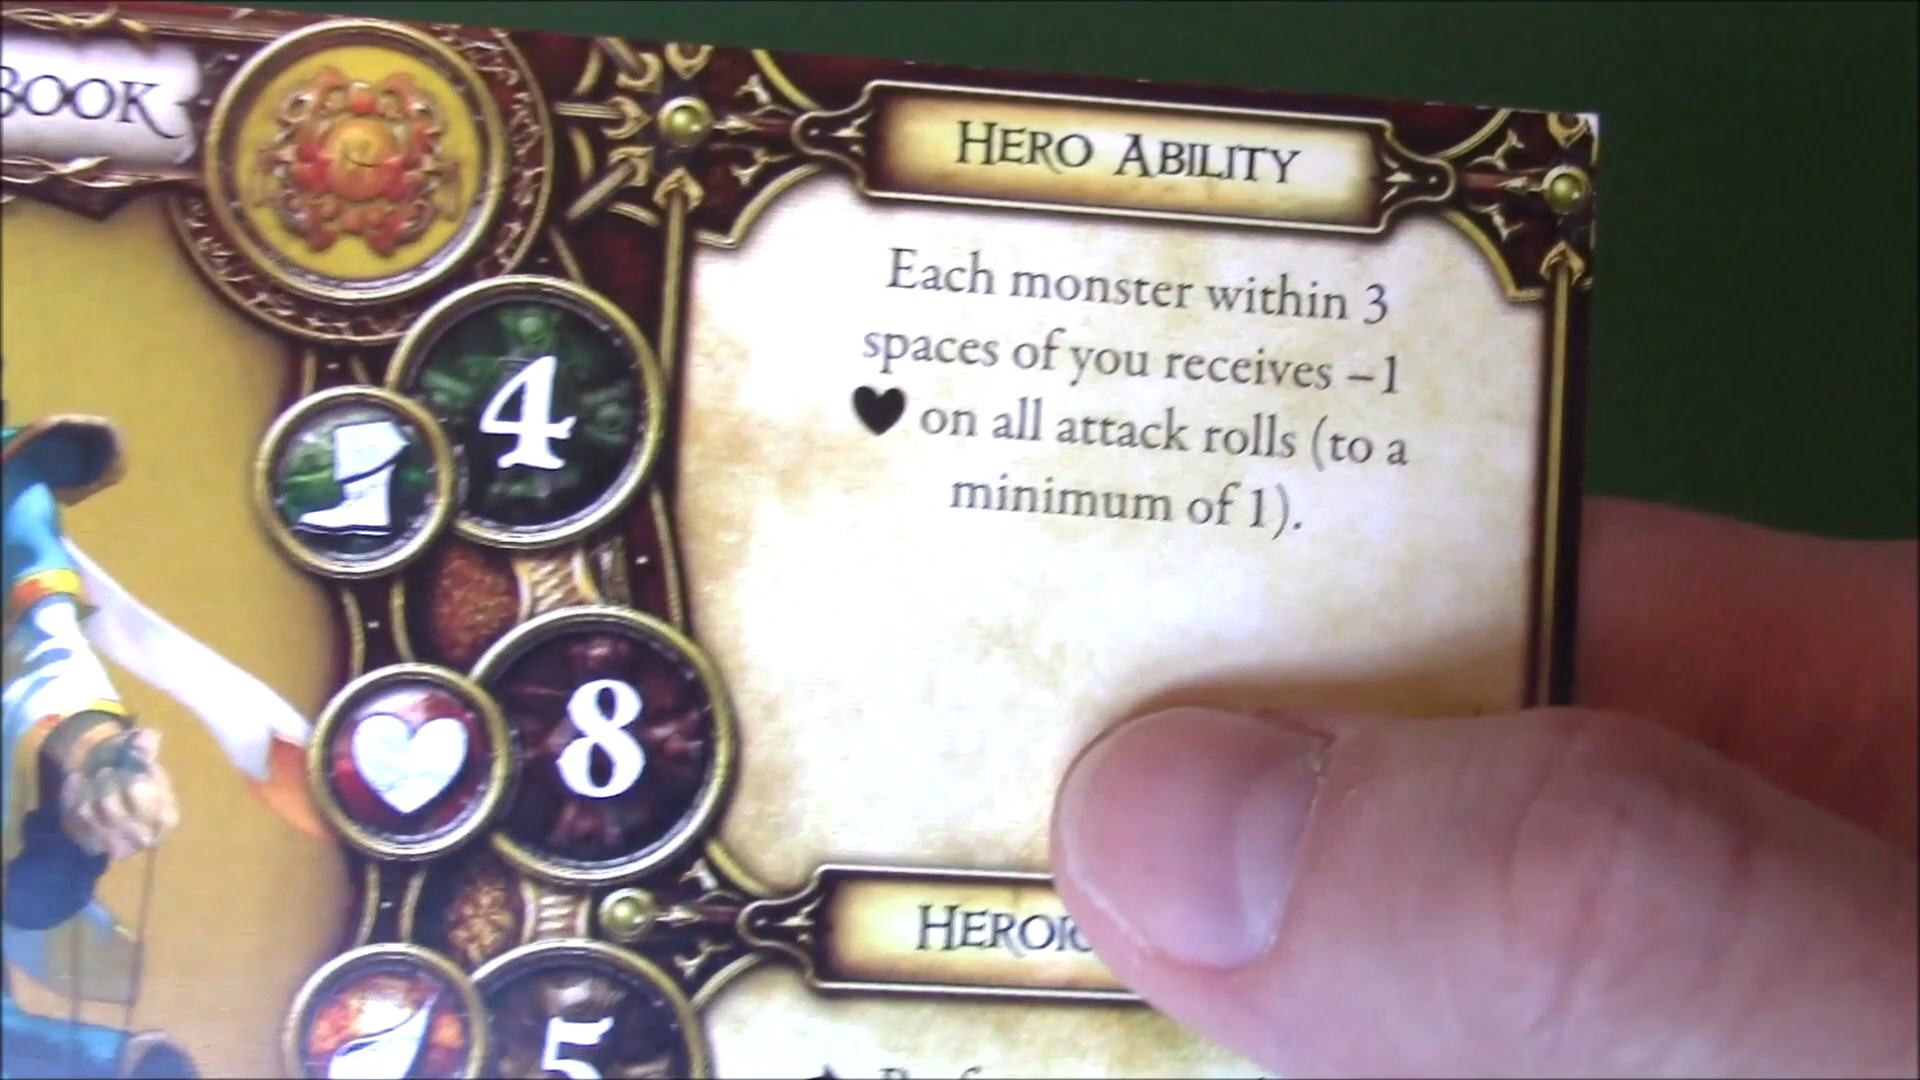 BOOK
HERO ABILITY
Each monster within 3
spaces of you receives –1
♥ on all attack rolls (to a
minimum of 1).
4
8
5